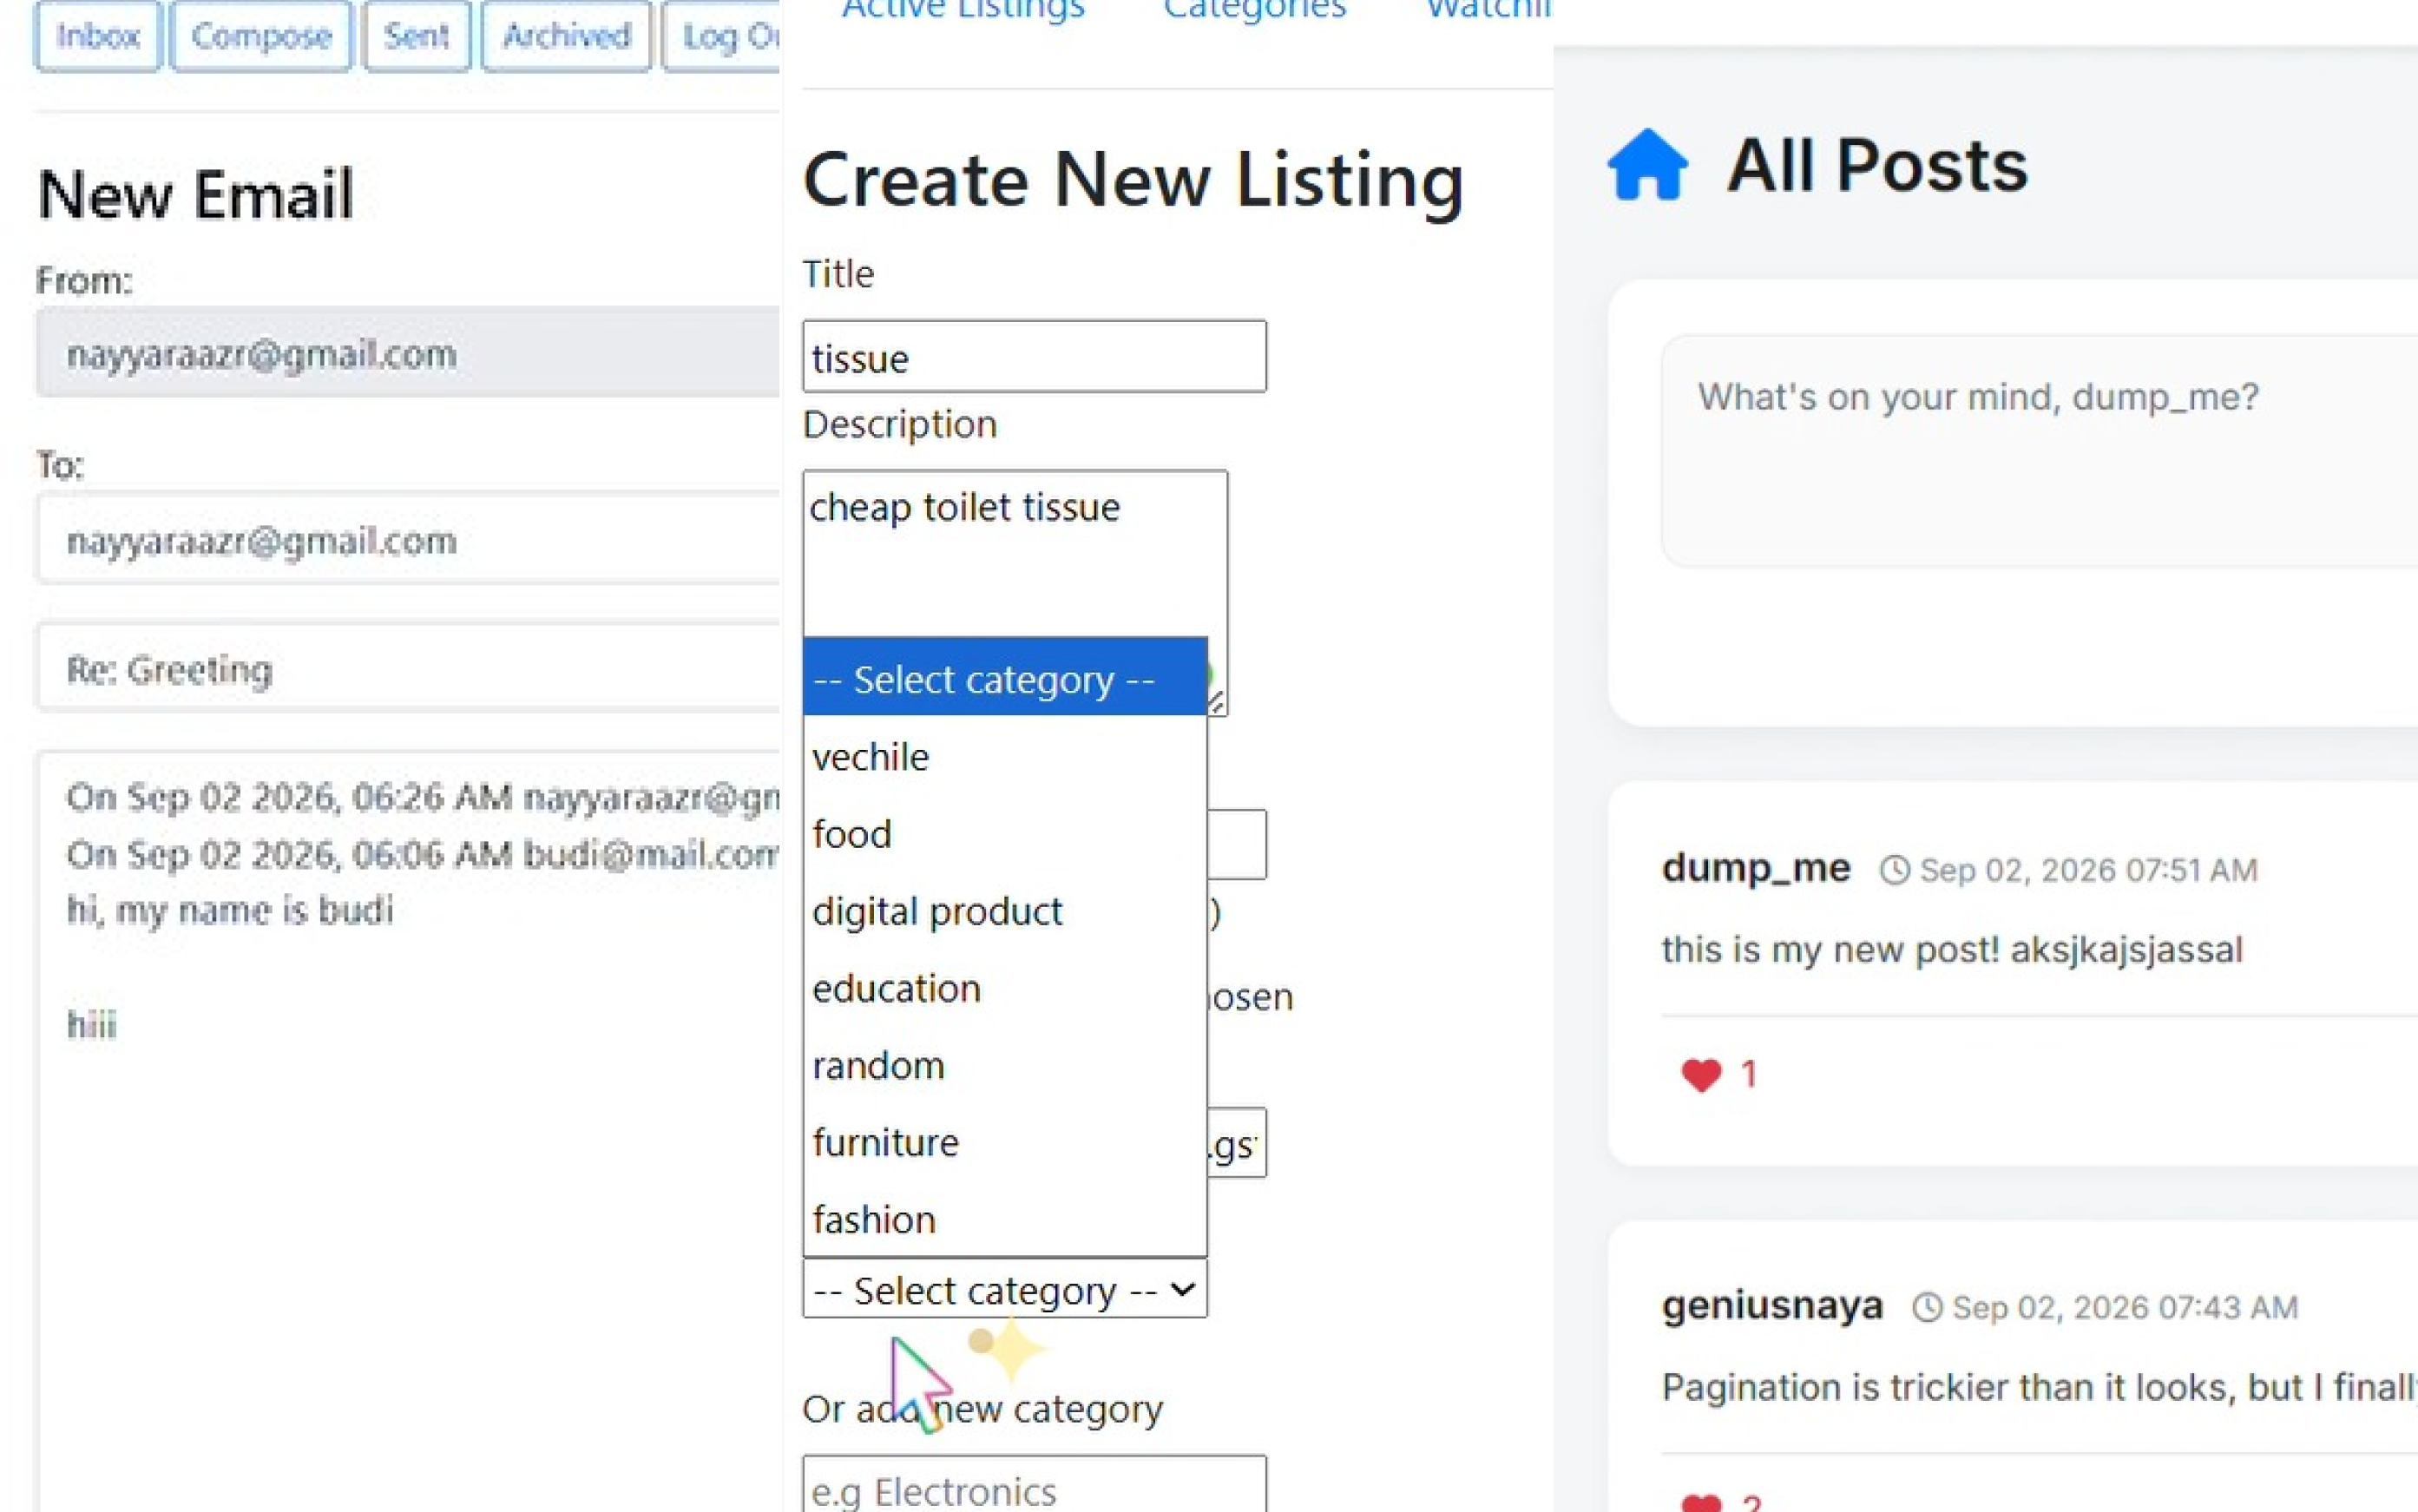 Inbox Compose Sent Archived Log
New Email
From:
nayyaraazr@gmail.com
To:
nayyaraazr@gmail.com
Re: Greeting
On Sep 02 2026, 06:26 AM nayyaraazr@gm
On Sep 02 2026, 06:06 AM budi@mail.com
hi, my name is budi
hiii
Active Listings Categories Watchli
Create New Listing
Title
tissue
Description
cheap toilet tissue
-- Select category --
vechile
food
digital product
)
education
osen
random
furniture
.gs
fashion
-- Select category --
Or add new category
e.g Electronics
All Posts
What's on your mind, dump_me?
dump_me Sep 02, 2026 07:51 AM
this is my new post! aksjkajsjassal
1
geniusnaya Sep 02, 2026 07:43 AM
Pagination is trickier than it looks, but I finall
2